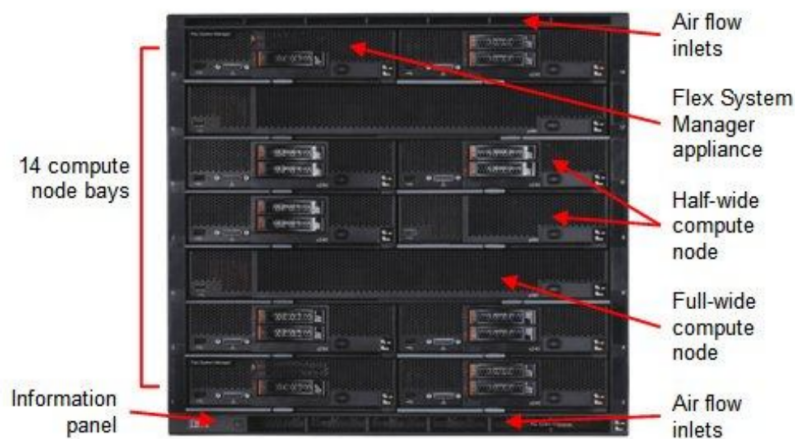 Air flow
inlets
Flex System
Manager
appliance
14 compute
node bays
Half-wide
compute
node
Full-wide
compute
node
Information
panel
Air flow
inlets